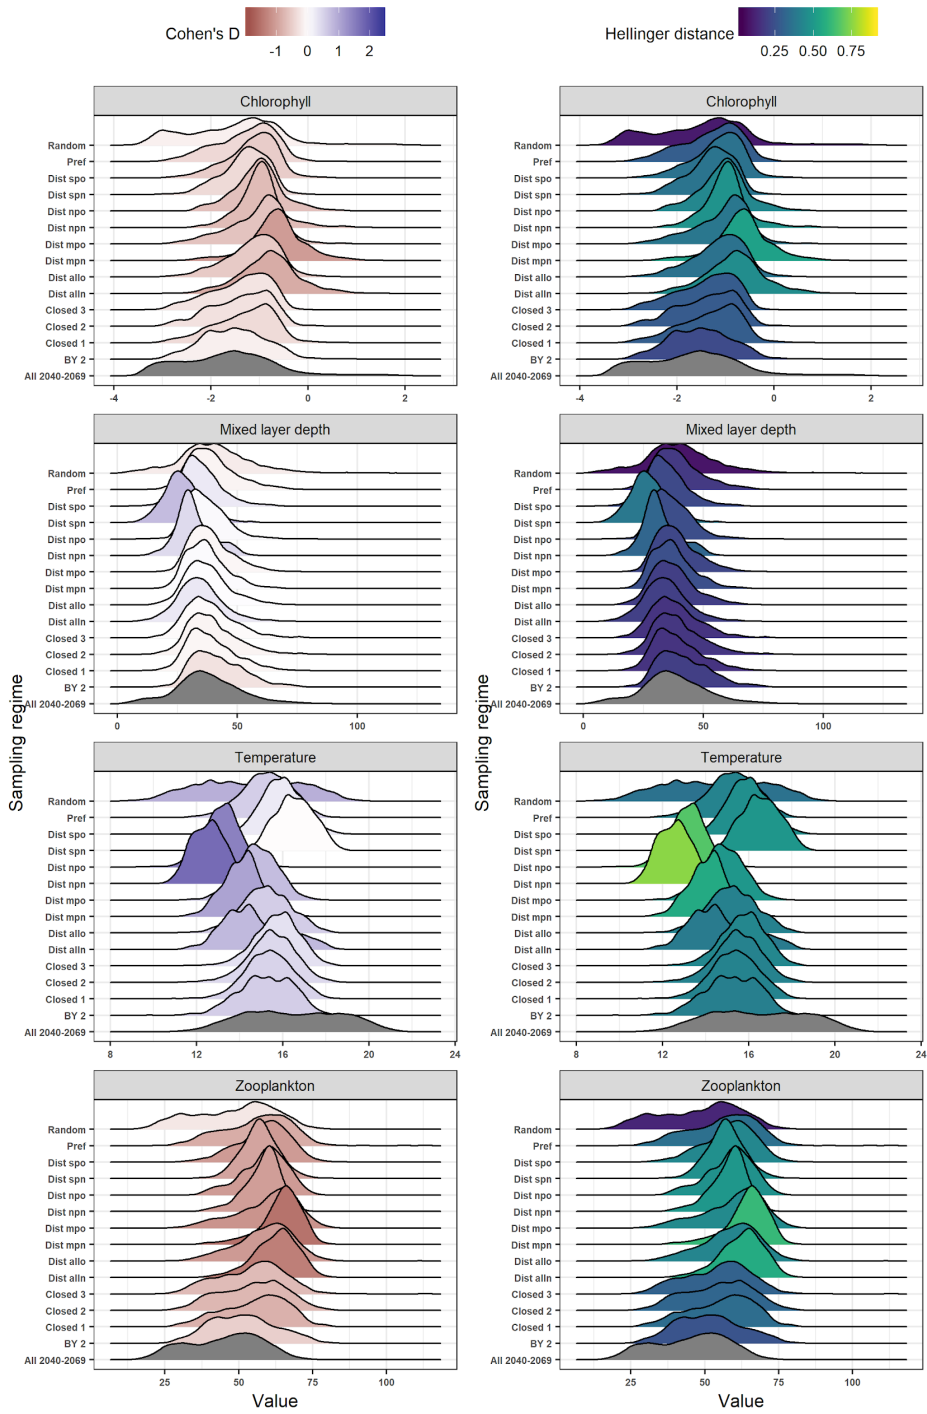 Cohen's D
-1 0 1 2
Hellinger distance
0.25 0.50 0.75
Chlorophyll
Random
Pref
Dist spo
Dist spn
Dist npo
Dist npn
Dist mpo
Dist mpn
Dist allo
Dist alln
Closed 3
Closed 2
Closed 1
BY 2
All 2040-2069
-4 -2 0 2
Mixed layer depth
Random
Pref
Dist spo
Dist spn
Dist npo
Dist npn
Dist mpo
Dist mpn
Dist allo
Dist alln
Closed 3
Closed 2
Closed 1
BY 2
All 2040-2069
0 50 100
Temperature
Random
Pref
Dist spo
Dist spn
Dist npo
Dist npn
Dist mpo
Dist mpn
Dist allo
Dist alln
Closed 3
Closed 2
Closed 1
BY 2
All 2040-2069
8 12 16 20 24
Zooplankton
Random
Pref
Dist spo
Dist spn
Dist npo
Dist npn
Dist mpo
Dist mpn
Dist allo
Dist alln
Closed 3
Closed 2
Closed 1
BY 2
All 2040-2069
25 50 75 100
Value
Sampling regime
Chlorophyll
Random
Pref
Dist spo
Dist spn
Dist npo
Dist npn
Dist mpo
Dist mpn
Dist allo
Dist alln
Closed 3
Closed 2
Closed 1
BY 2
All 2040-2069
-4 -2 0 2
Mixed layer depth
Random
Pref
Dist spo
Dist spn
Dist npo
Dist npn
Dist mpo
Dist mpn
Dist allo
Dist alln
Closed 3
Closed 2
Closed 1
BY 2
All 2040-2069
0 50 100
Temperature
Random
Pref
Dist spo
Dist spn
Dist npo
Dist npn
Dist mpo
Dist mpn
Dist allo
Dist alln
Closed 3
Closed 2
Closed 1
BY 2
All 2040-2069
8 12 16 20 24
Zooplankton
Random
Pref
Dist spo
Dist spn
Dist npo
Dist npn
Dist mpo
Dist mpn
Dist allo
Dist alln
Closed 3
Closed 2
Closed 1
BY 2
All 2040-2069
25 50 75 100
Value
Sampling regime